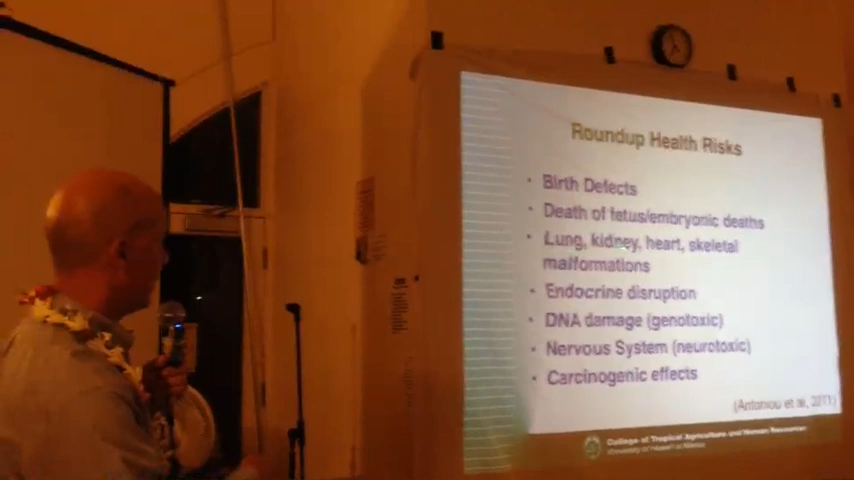 Roundup Health Risks
• Birth Defects
• Death of fetus/embryonic deaths
• Lung, kidney, heart, skeletal
malformations
• Endocrine disruption
• DNA damage (genotoxic)
• Nervous System (neurotoxic)
• Carcinogenic effects
(Antoniou et al, 2011)
College of Tropical Agriculture and Human Resources
University of Hawai'i at Mānoa